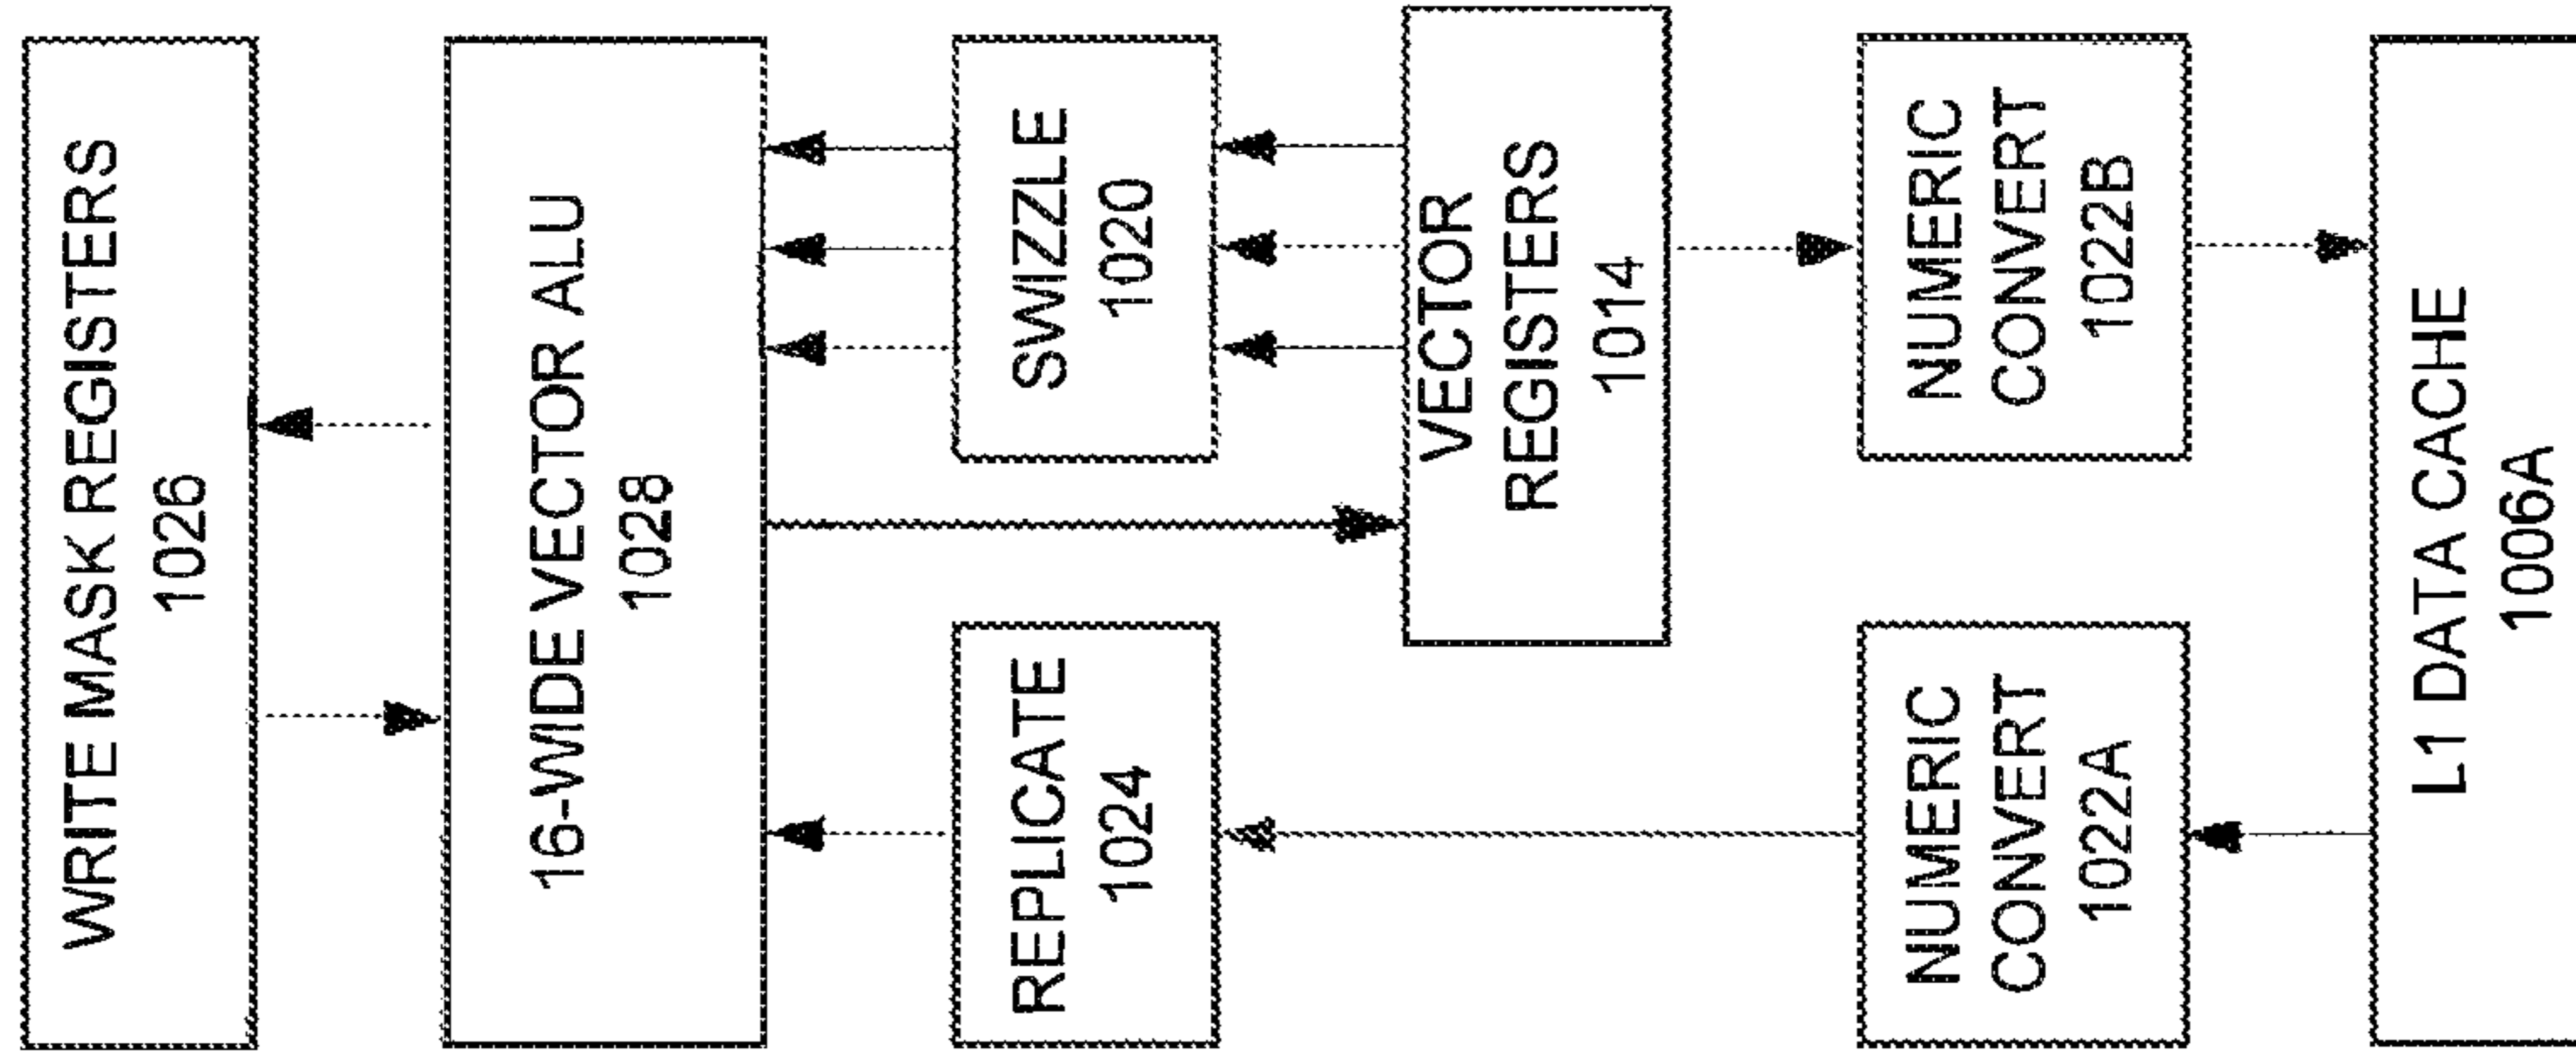 WRITE MASK REGISTERS
1026
16-WIDE VECTOR ALU
1028
REPLICATE
1024
SWIZZLE
1020
VECTOR
REGISTERS
1014
NUMERIC
CONVERT
1022A
NUMERIC
CONVERT
1022B
L1 DATA CACHE
1006A